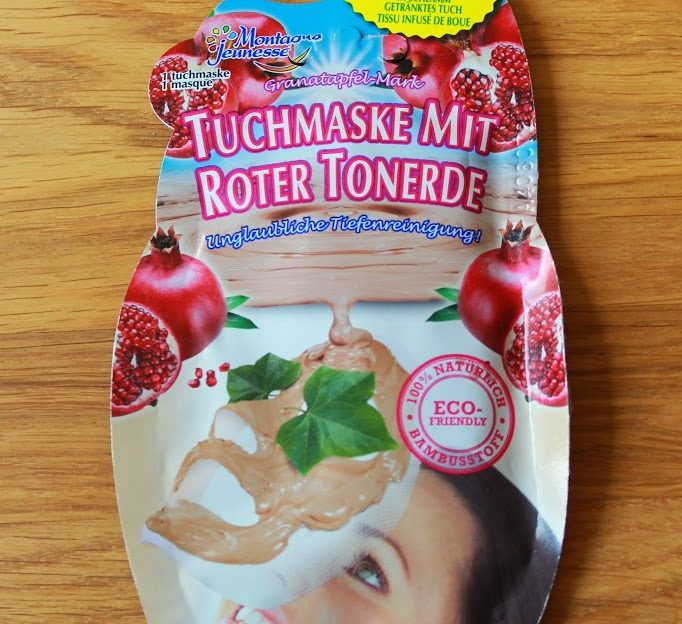 GETRÄNKTES TUCH
TISSU INFUSÉ DE BOUE
Montagne
Jeunesse
1 tuchmaske
1 masque
Granatapfel-Mark
TUCHMASKE MIT
ROTER TONERDE
Unglaubliche Tiefenreinigung!
100% NATÜRLICH
ECO-
FRIENDLY
BAMBUSSTOFF